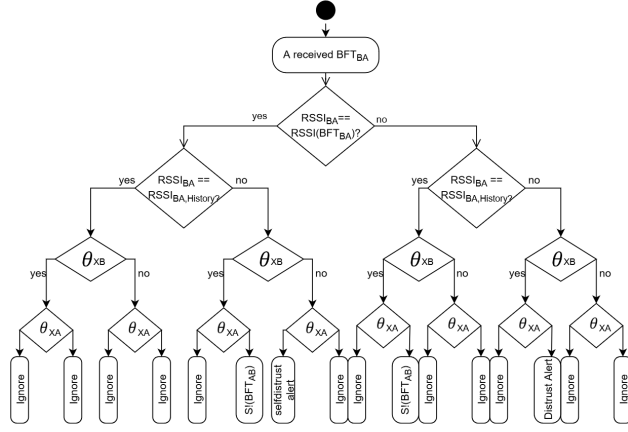 A received BFT_BA
RSSI_BA==
RSSI(BFT_BA)?
yes
no
RSSI_BA ==
RSSI_BA,History?
yes
no
RSSI_BA ==
RSSI_BA,History?
yes
no
θ_XB
yes
no
θ_XB
yes
no
θ_XB
yes
no
θ_XB
yes
no
θ_XA
θ_XA
θ_XA
θ_XA
θ_XA
θ_XA
θ_XA
θ_XA
Ignore
Ignore
Ignore
Ignore
Ignore
S!(BFT_AB)
selfdistrust
alert
Ignore
Ignore
S!(BFT_AB)
Ignore
Ignore
Ignore
Distrust Alert
Ignore
Ignore